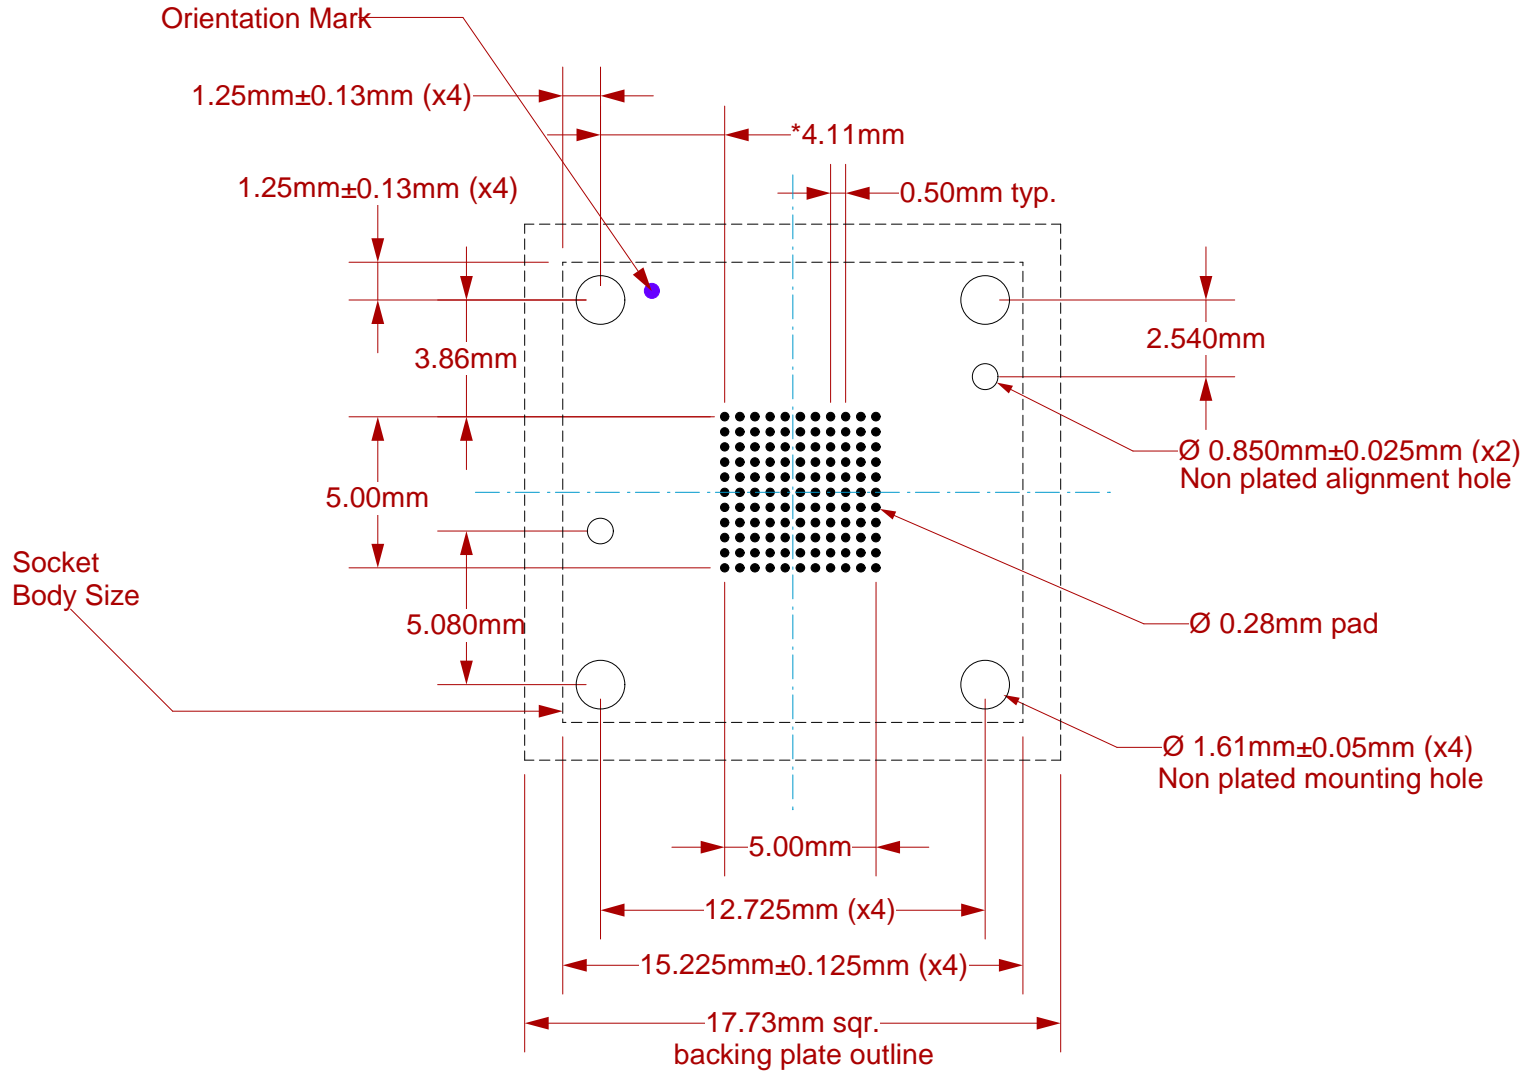 Orientation Mark
1.25mm±0.13mm (x4)
*4.11mm
1.25mm±0.13mm (x4)
0.50mm typ.
2.540mm
3.86mm
Ø 0.850mm±0.025mm (x2)
Non plated alignment hole
5.00mm
Socket
Body Size
5.080mm
Ø 0.28mm pad
Ø 1.61mm±0.05mm (x4)
Non plated mounting hole
5.00mm
12.725mm (x4)
15.225mm±0.125mm (x4)
17.73mm sqr.
backing plate outline